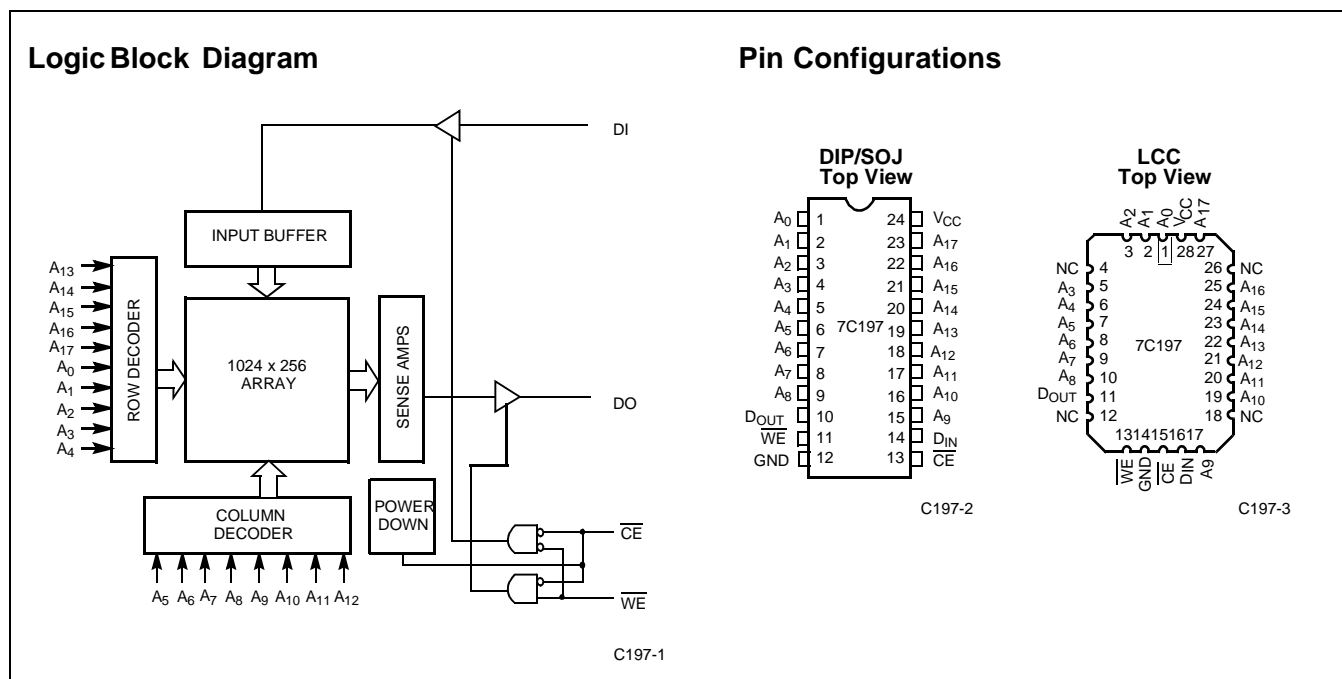 Logic Block Diagram
DI
INPUT BUFFER
A13
A14
A15
A16
A17
A0
A1
A2
A3
A4
ROW DECODER
1024 x 256
ARRAY
SENSE AMPS
DO
COLUMN
DECODER
POWER
DOWN
CE
WE
A5 A6 A7 A8 A9 A10 A11 A12
C197-1
Pin Configurations
DIP/SOJ
Top View
A0 1 24 VCC
A1 2 23 A17
A2 3 22 A16
A3 4 21 A15
A4 5 20 A14
A5 6 7C197 19 A13
A6 7 18 A12
A7 8 17 A11
A8 9 16 A10
DOUT 10 15 A9
WE 11 14 DIN
GND 12 13 CE
C197-2
LCC
Top View
A2 A1 A0 VCC A17
3 2 1 28 27
NC 4 26 NC
A3 5 25 A16
A4 6 24 A15
A5 7 23 A14
A6 8 7C197 22 A13
A7 9 21 A12
A8 10 20 A11
DOUT 11 19 A10
NC 12 18 NC
13 14 15 16 17
WE GND CE DIN A9
C197-3